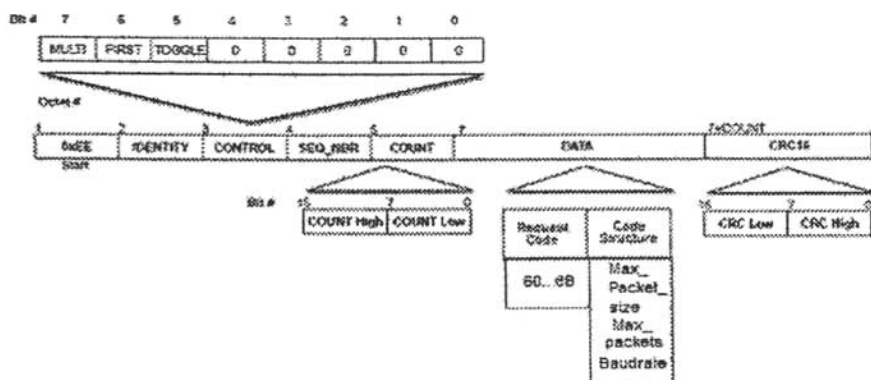 Bit # 7 6 5 4 3 2 1 0
MULTI FIRST TOGGLE 0 0 0 0 0
Octet #
1 2 3 4 5 7 7+COUNT
0xEE IDENTITY CONTROL SEQ_NBR COUNT DATA CRC16
Start
Bit # 15 7 0 15 7 0
COUNT High COUNT Low CRC Low CRC High
Request Code Code Structure
60...6B
Max_
Packet_
size
Max_
packets
Baudrate